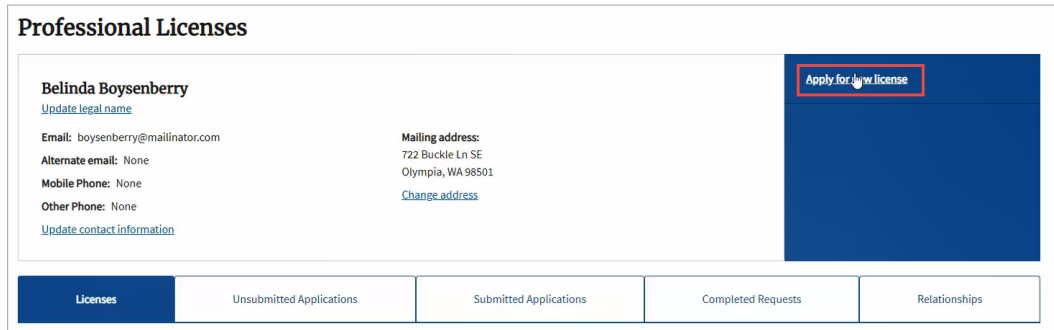 Professional Licenses
Belinda Boysenberry
Update legal name
Email: boysenberry@mailinator.com
Alternate email: None
Mobile Phone: None
Other Phone: None
Update contact information
Mailing address:
722 Buckle Ln SE
Olympia, WA 98501
Change address
Apply for new license
Licenses
Unsubmitted Applications
Submitted Applications
Completed Requests
Relationships